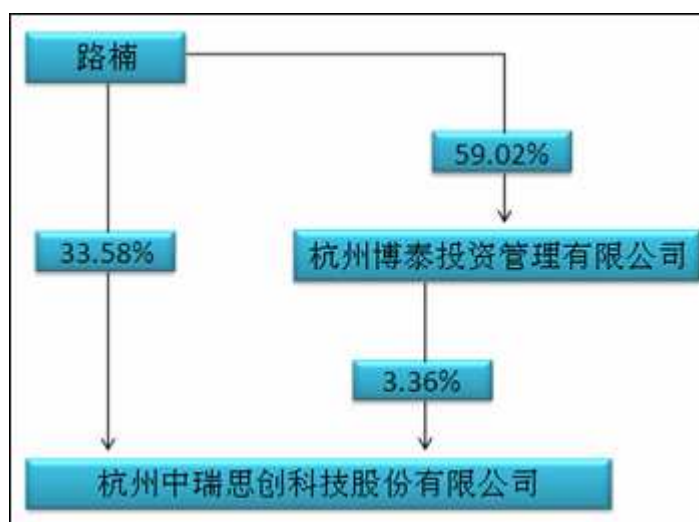 路楠
59.02%
33.58%
杭州博泰投资管理有限公司
3.36%
杭州中瑞思创科技股份有限公司